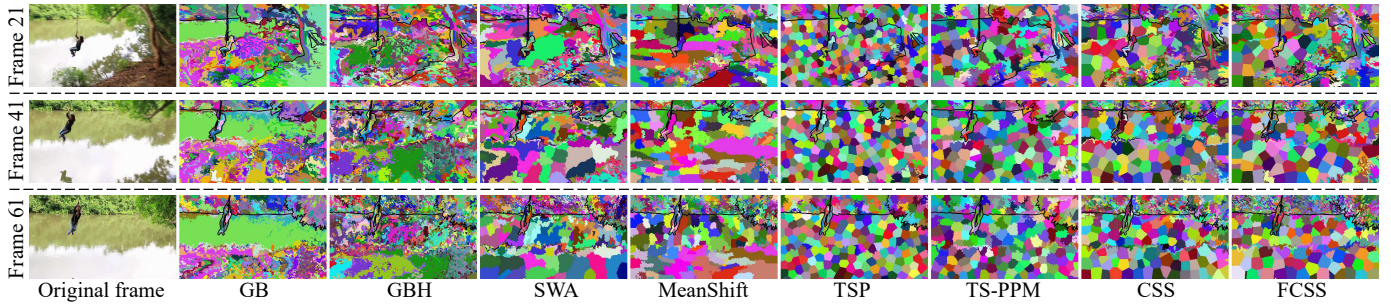 Frame 21
Frame 41
Frame 61
Original frame GB GBH SWA MeanShift TSP TS-PPM CSS FCSS